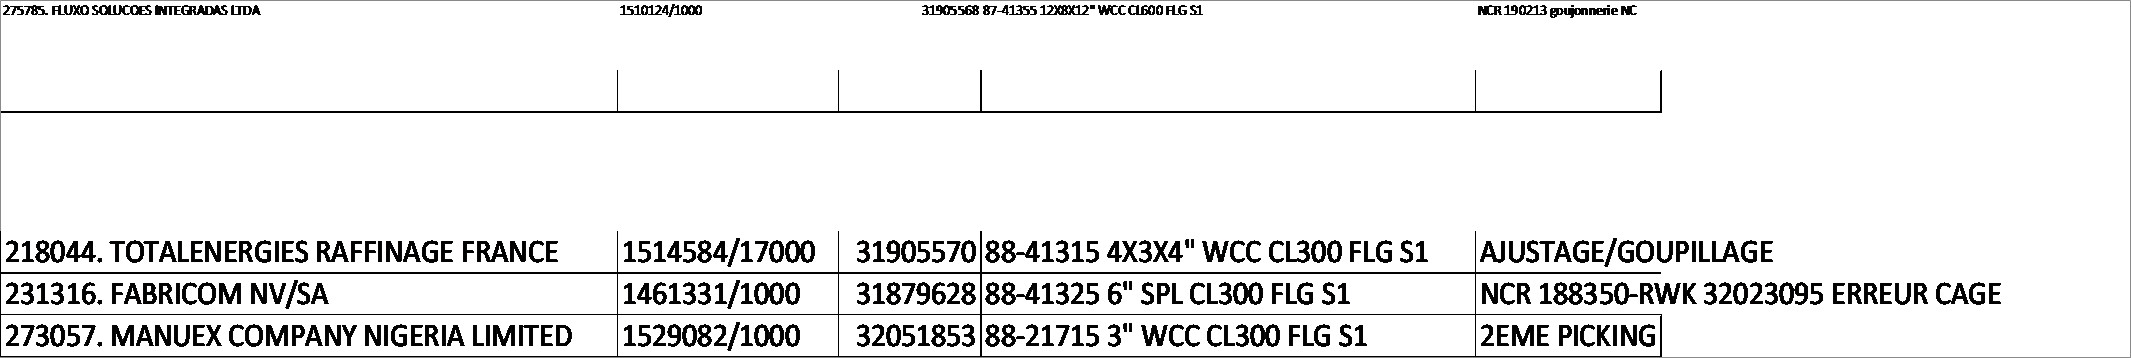 275785. FLUXO SOLUCOES INTEGRADAS LTDA 1510124/1000 31905568 87-41355 12X8X12" WCC CL600 FLG S1 NCR 190213 goujonnerie NC
218044. TOTALENERGIES RAFFINAGE FRANCE 1514584/17000 31905570 88-41315 4X3X4" WCC CL300 FLG S1 AJUSTAGE/GOUPILLAGE
231316. FABRICOM NV/SA 1461331/1000 31879628 88-41325 6" SPL CL300 FLG S1 NCR 188350-RWK 32023095 ERREUR CAGE
273057. MANUEX COMPANY NIGERIA LIMITED 1529082/1000 32051853 88-21715 3" WCC CL300 FLG S1 2EME PICKING